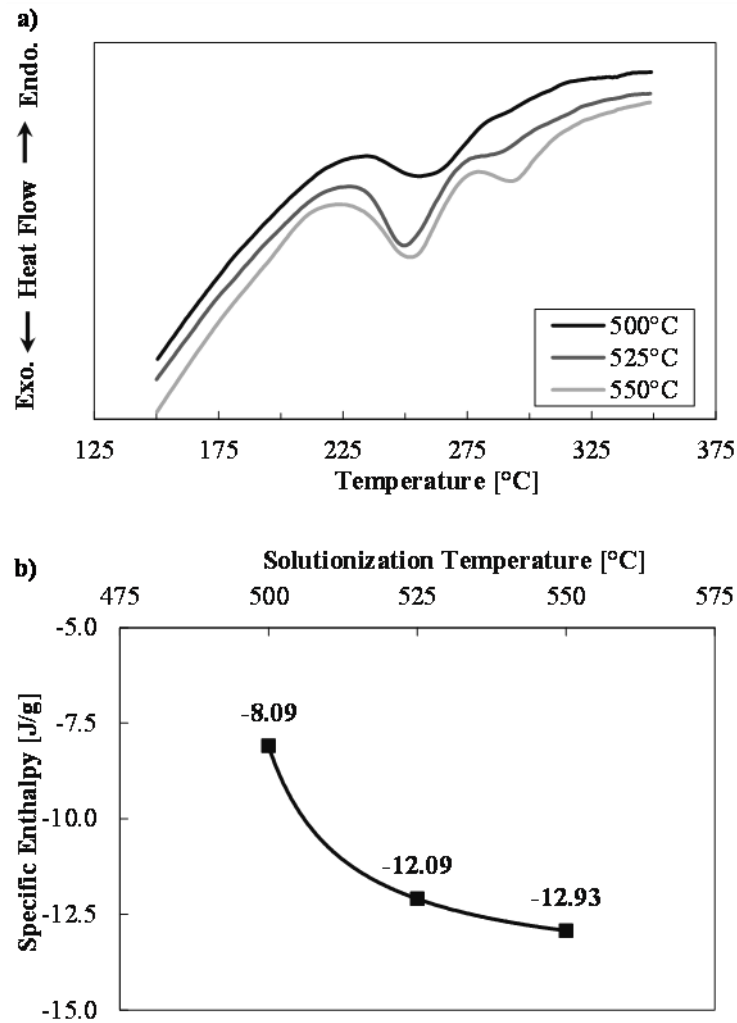 a)
Exo. ← Heat Flow → Endo.
500°C
525°C
550°C
125 175 225 275 325 375
Temperature [°C]
b)
Solutionization Temperature [°C]
475 500 525 550 575
Specific Enthalpy [J/g]
-5.0
-7.5
-10.0
-12.5
-15.0
-8.09
-12.09
-12.93